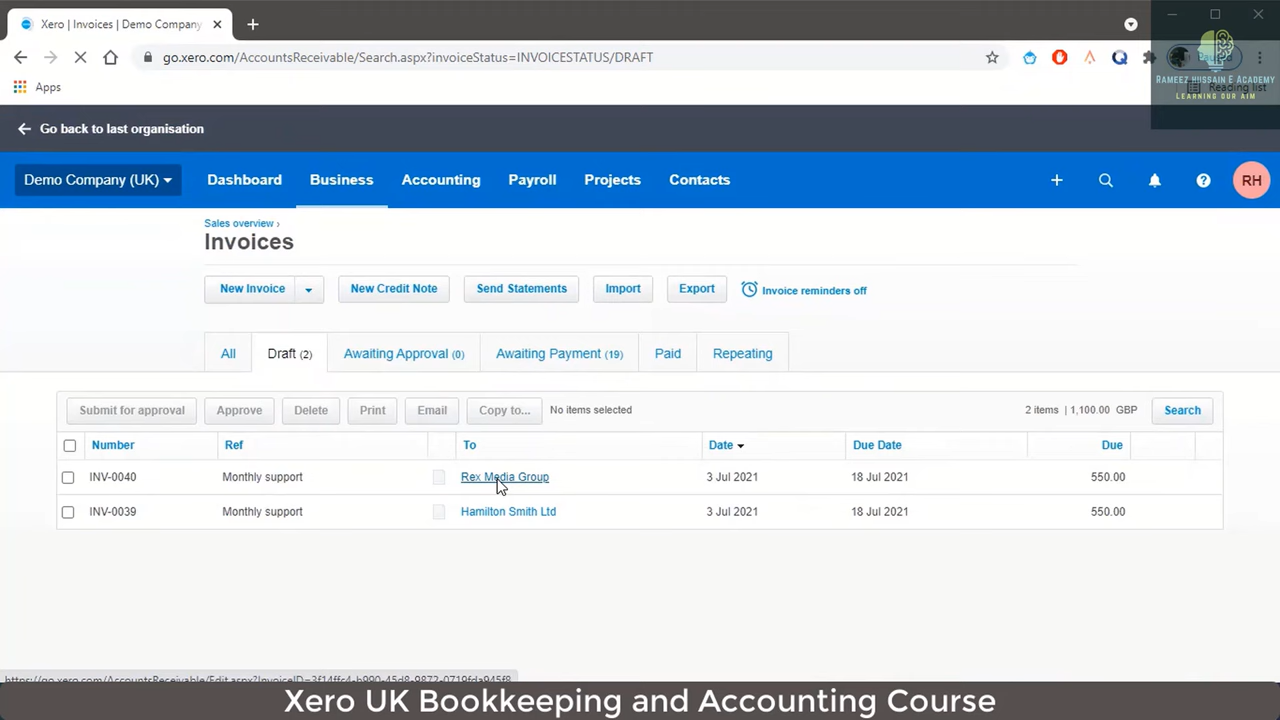 Xero | Invoices | Demo Company
go.xero.com/AccountsReceivable/Search.aspx?invoiceStatus=INVOICESTATUS/DRAFT
Apps
Reading list
RAMEEZ HUSSAIN E ACADEMY
LEARNING OUR AIM
Go back to last organisation
Demo Company (UK) Dashboard Business Accounting Payroll Projects Contacts RH
Sales overview ›
Invoices
New Invoice New Credit Note Send Statements Import Export Invoice reminders off
All Draft (2) Awaiting Approval (0) Awaiting Payment (19) Paid Repeating
Submit for approval Approve Delete Print Email Copy to... No items selected 2 items | 1,100.00 GBP Search
Number Ref To Date Due Date Due
INV-0040 Monthly support Rex Media Group 3 Jul 2021 18 Jul 2021 550.00
INV-0039 Monthly support Hamilton Smith Ltd 3 Jul 2021 18 Jul 2021 550.00
Xero UK Bookkeeping and Accounting Course